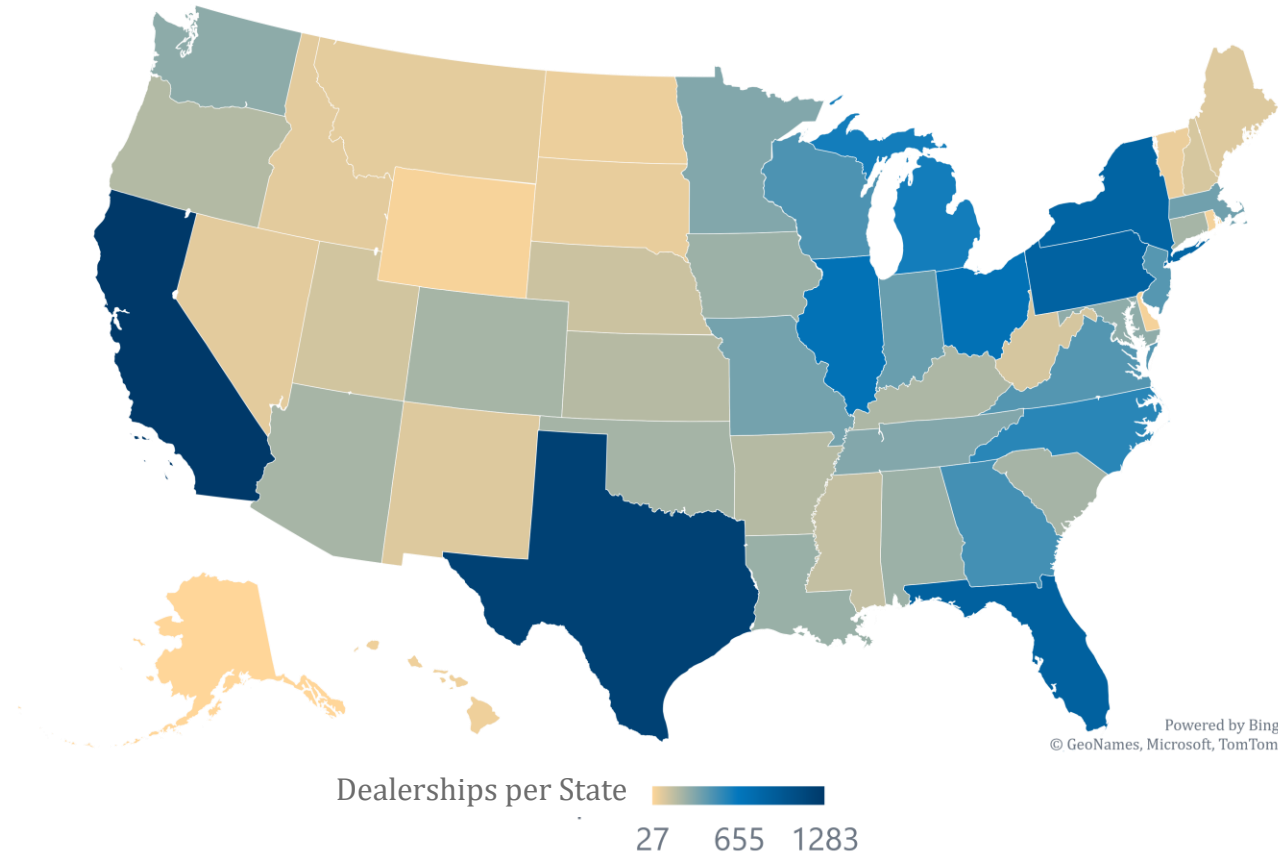 Powered by Bing
© GeoNames, Microsoft, TomTom
Dealerships per State
27 655 1283